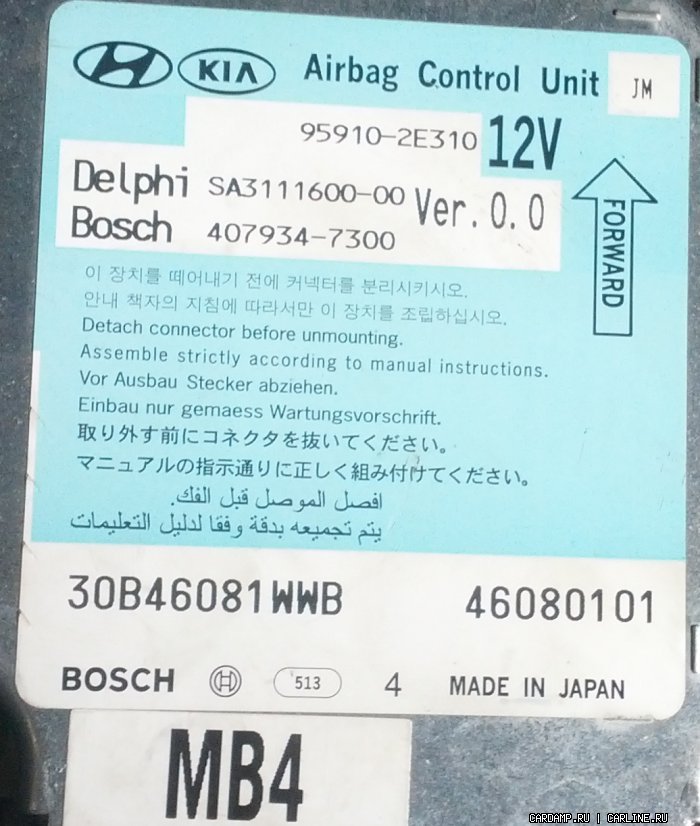 KIA Airbag Control Unit JM
95910-2E310 12V
Delphi SA3111600-00 Ver. 0.0
Bosch 407934-7300
FORWARD
이 장치를 떼어내기 전에 커넥터를 분리시키시오.
안내 책자의 지침에 따라서만 이 장치를 조립하십시오.
Detach connector before unmounting.
Assemble strictly according to manual instructions.
Vor Ausbau Stecker abziehen.
Einbau nur gemaess Wartungsvorschrift.
取り外す前にコネクタを抜いてください。
マニュアルの指示通りに正しく組み付けてください。
افصل الموصل قبل الفك.
يتم تجميعه بدقة وفقا لدليل التعليمات
30B46081WWB 46080101
BOSCH 513 4 MADE IN JAPAN
MB4
CARDAMP.RU | CARLINE.RU